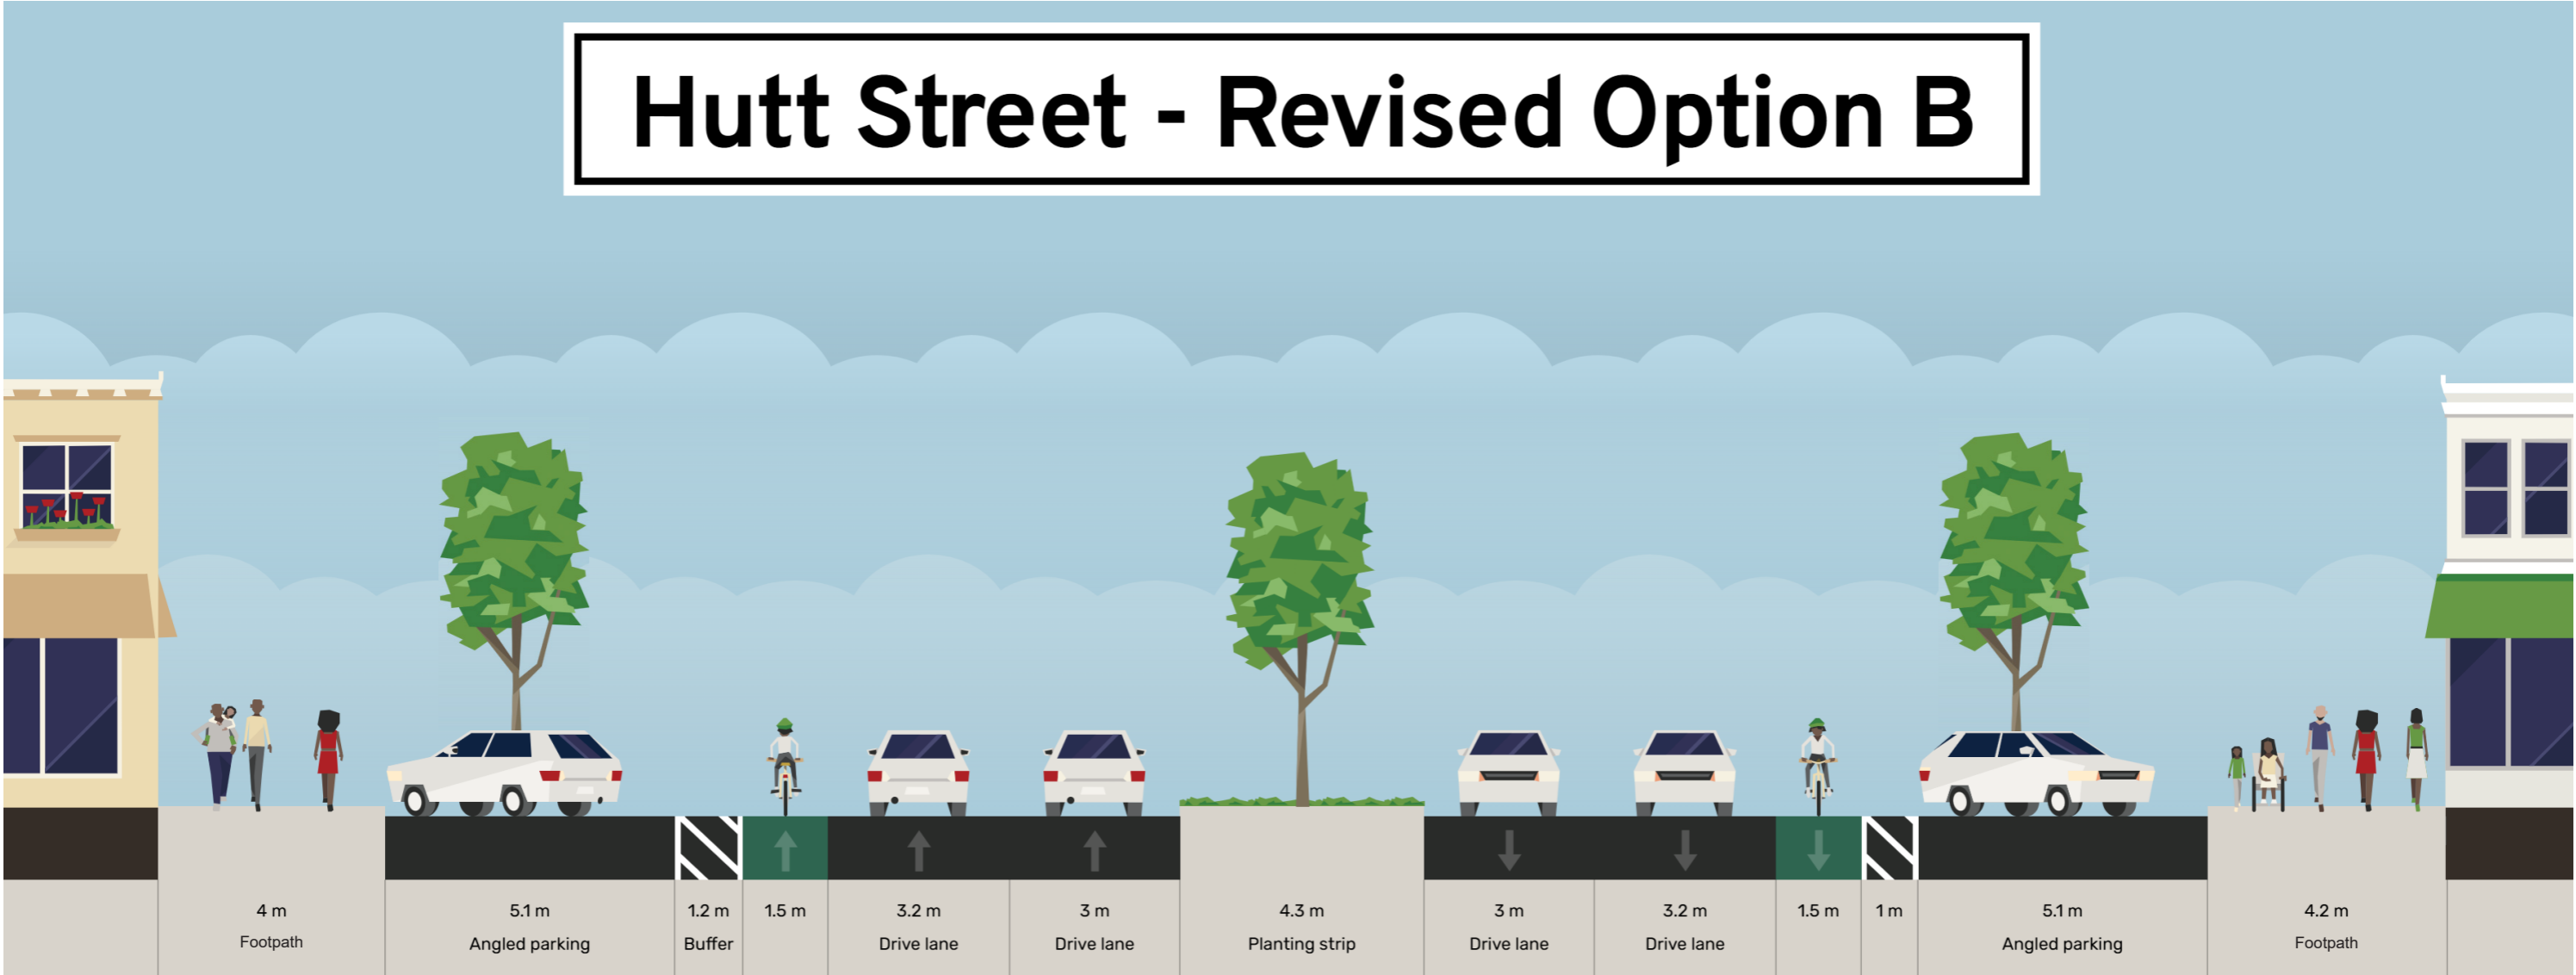 Hutt Street - Revised Option B
4 m
Footpath
5.1 m
Angled parking
1.2 m
Buffer
1.5 m
3.2 m
Drive lane
3 m
Drive lane
4.3 m
Planting strip
3 m
Drive lane
3.2 m
Drive lane
1.5 m
1 m
5.1 m
Angled parking
4.2 m
Footpath